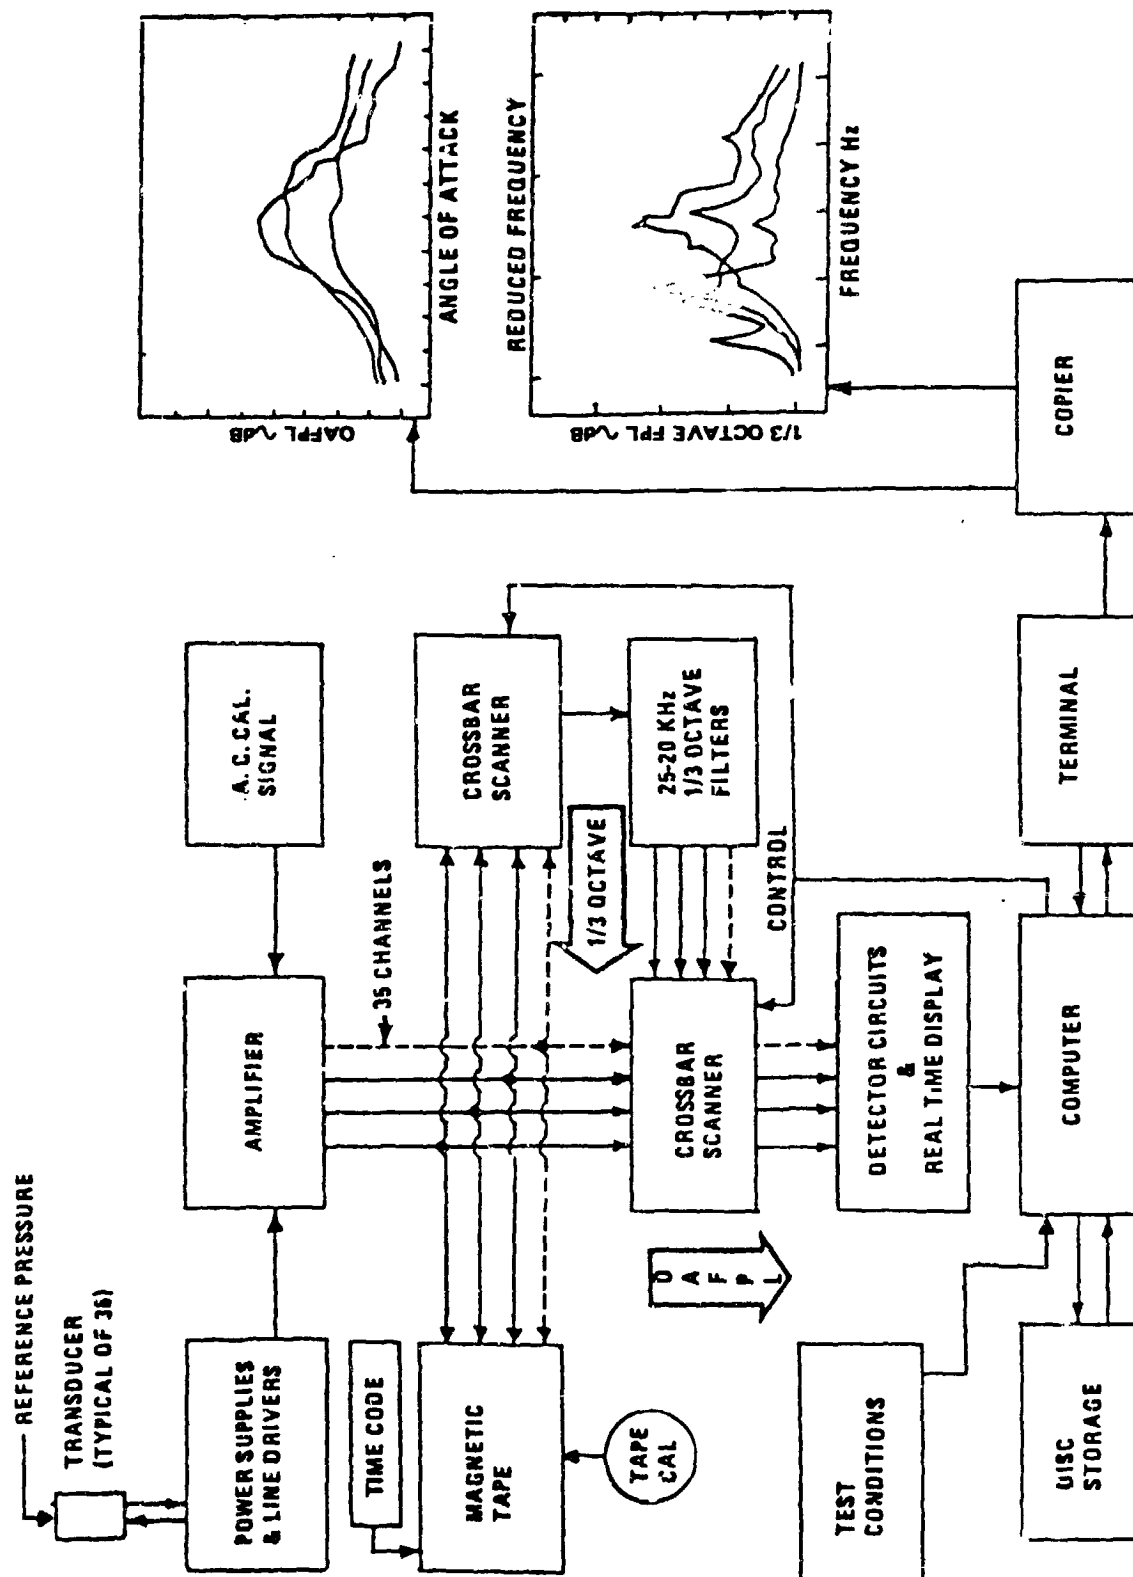 REFERENCE PRESSURE
TRANSDUCER
(TYPICAL OF 36)
POWER SUPPLIES
& LINE DRIVERS
AMPLIFIER
A. C. CAL.
SIGNAL
35 CHANNELS
TIME CODE
MAGNETIC
TAPE
TAPE
CAL
CROSSBAR
SCANNER
1/3 OCTAVE
25-20 KHz
1/3 OCTAVE
FILTERS
CROSSBAR
SCANNER
CONTROL
OAFPL
DETECTOR CIRCUITS
&
REAL TIME DISPLAY
TEST
CONDITIONS
DISC
STORAGE
COMPUTER
TERMINAL
COPIER
OAFPL ~dB
ANGLE OF ATTACK
REDUCED FREQUENCY
1/3 OCTAVE FPL ~dB
FREQUENCY Hz